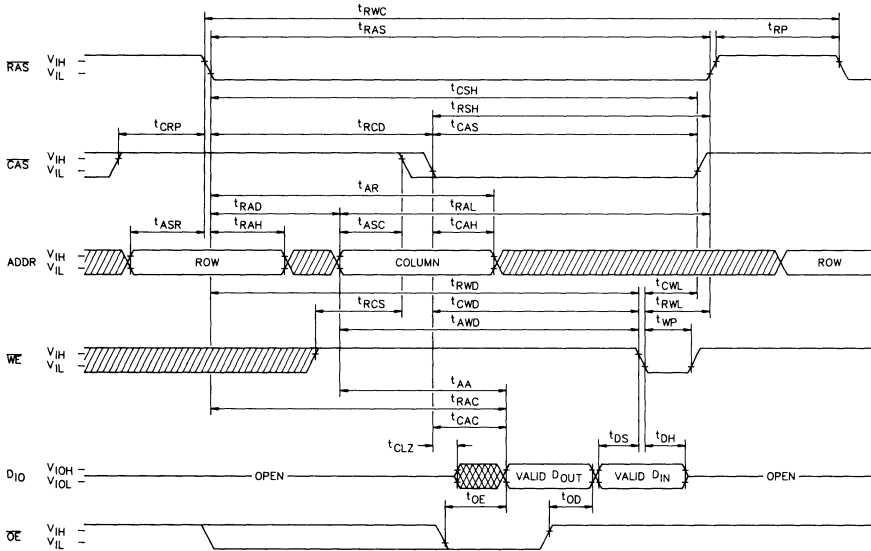 tRWC
tRAS
tRP
RAS VIH
VIL
tCSH
tRSH
tCRP
tRCD
tCAS
CAS VIH
VIL
tAR
tRAD
tRAL
tASR
tRAH
tASC
tCAH
ADDR VIH
VIL
ROW
COLUMN
ROW
tRWD
tCWL
tRCS
tCWD
tRWL
tAWD
tWP
WE VIH
VIL
tAA
tRAC
tCAC
tCLZ
tDS
tDH
DIO VIOH
VIOL
OPEN
VALID DOUT
VALID DIN
OPEN
tOE
tOD
OE VIH
VIL